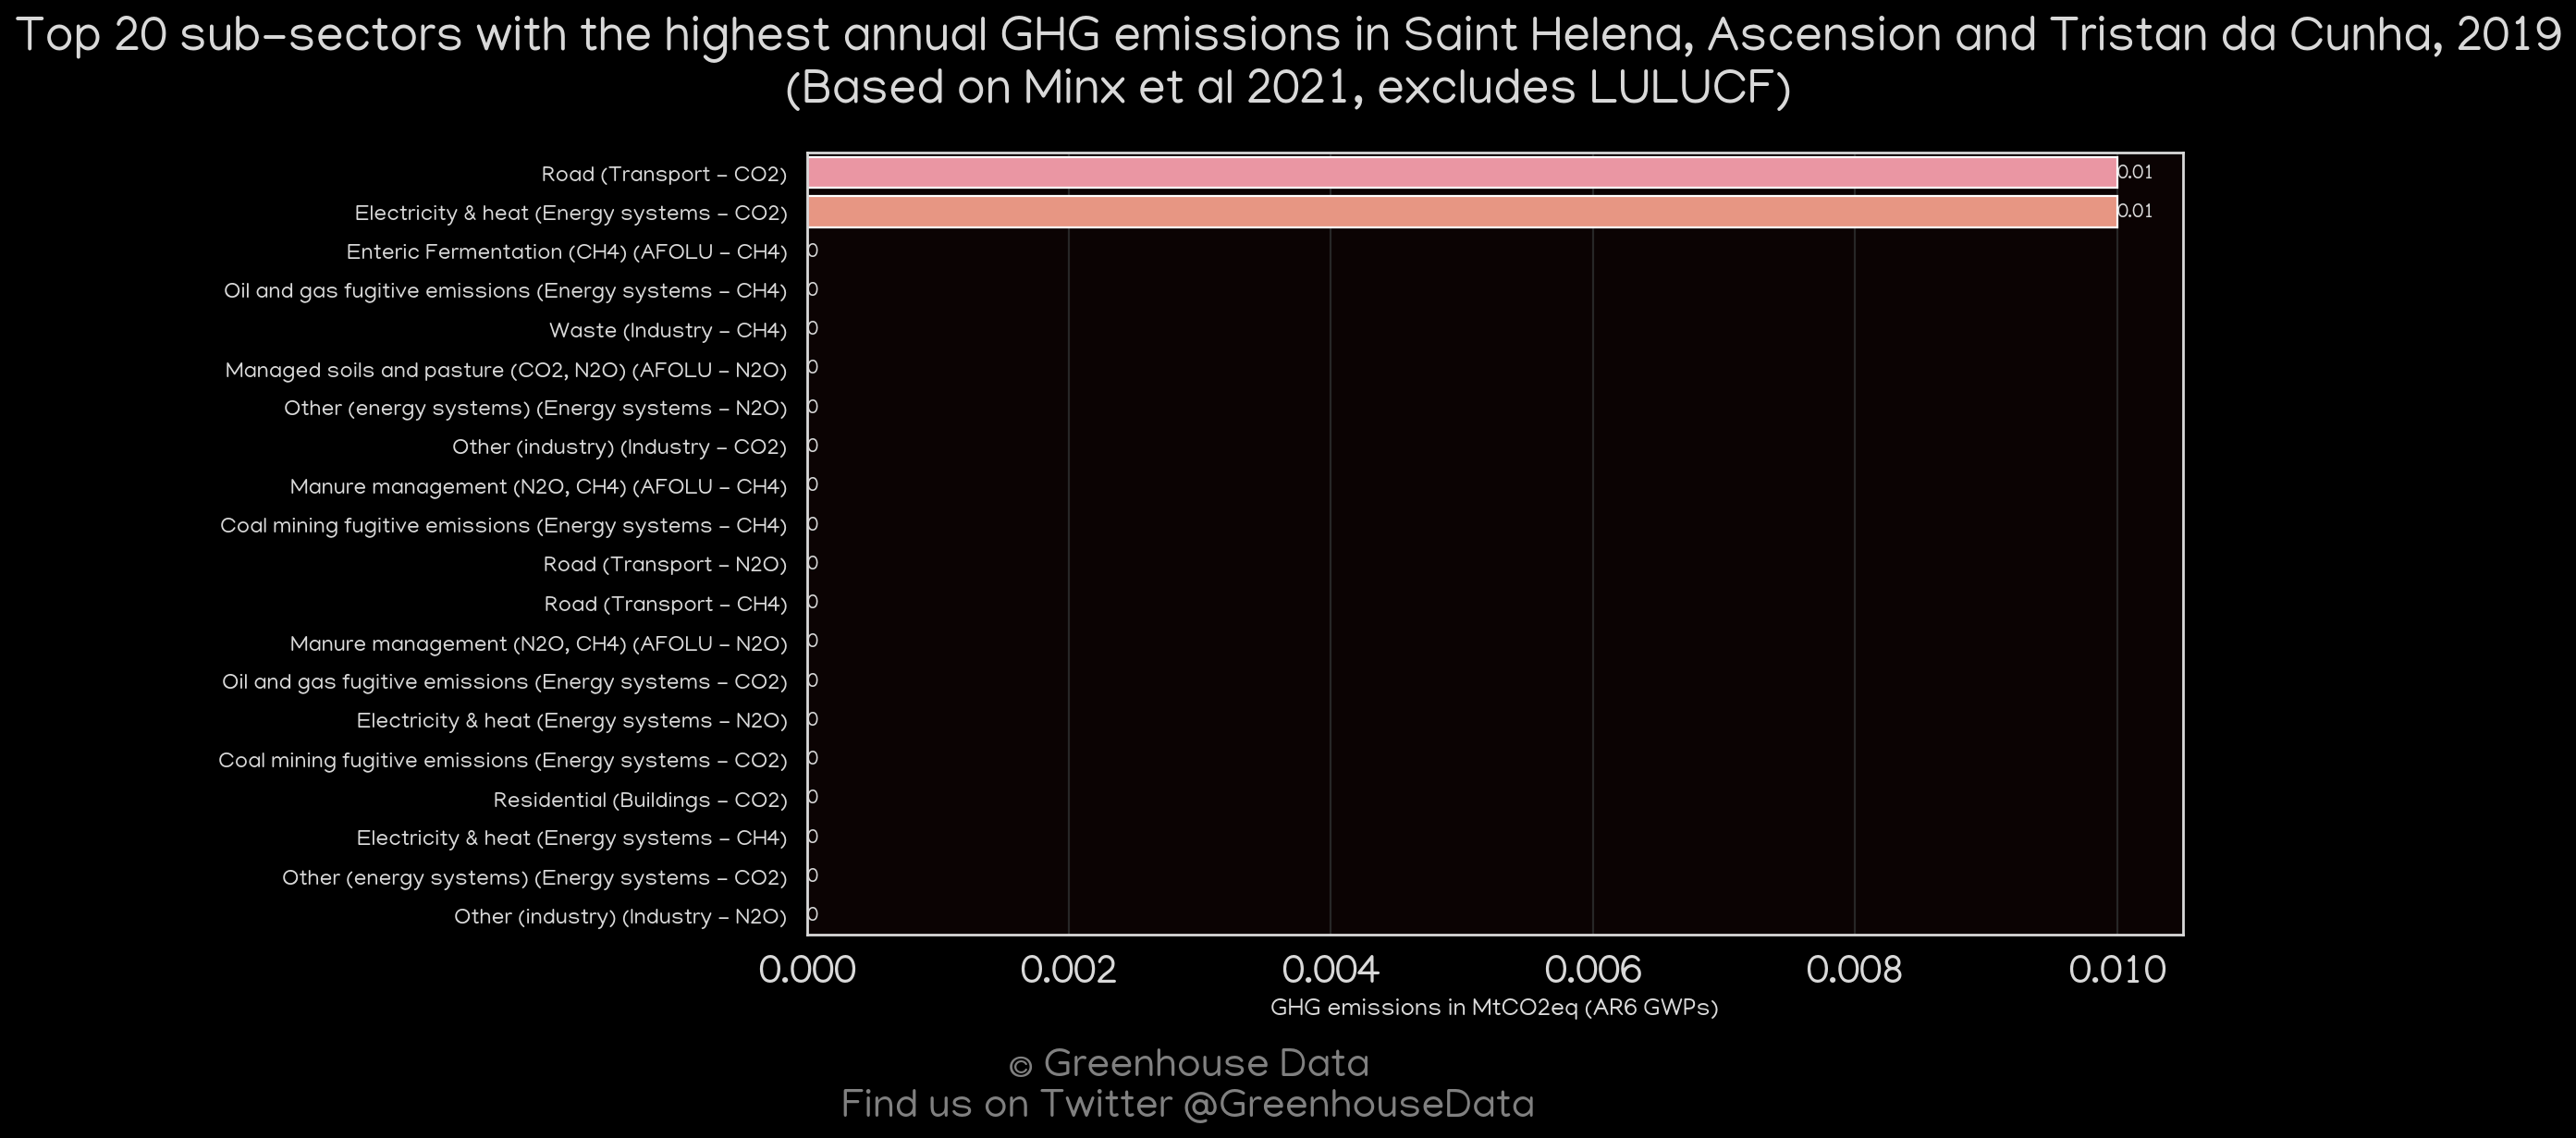 Top 20 sub-sectors with the highest annual GHG emissions in Saint Helena, Ascension and Tristan da Cunha, 2019
(Based on Minx et al 2021, excludes LULUCF)
Road (Transport - CO2) 0.01
Electricity & heat (Energy systems - CO2) 0.01
Enteric Fermentation (CH4) (AFOLU - CH4) 0
Oil and gas fugitive emissions (Energy systems - CH4) 0
Waste (Industry - CH4) 0
Managed soils and pasture (CO2, N2O) (AFOLU - N2O) 0
Other (energy systems) (Energy systems - N2O) 0
Other (industry) (Industry - CO2) 0
Manure management (N2O, CH4) (AFOLU - CH4) 0
Coal mining fugitive emissions (Energy systems - CH4) 0
Road (Transport - N2O) 0
Road (Transport - CH4) 0
Manure management (N2O, CH4) (AFOLU - N2O) 0
Oil and gas fugitive emissions (Energy systems - CO2) 0
Electricity & heat (Energy systems - N2O) 0
Coal mining fugitive emissions (Energy systems - CO2) 0
Residential (Buildings - CO2) 0
Electricity & heat (Energy systems - CH4) 0
Other (energy systems) (Energy systems - CO2) 0
Other (industry) (Industry - N2O) 0
0.000 0.002 0.004 0.006 0.008 0.010
GHG emissions in MtCO2eq (AR6 GWPs)
© Greenhouse Data
Find us on Twitter @GreenhouseData